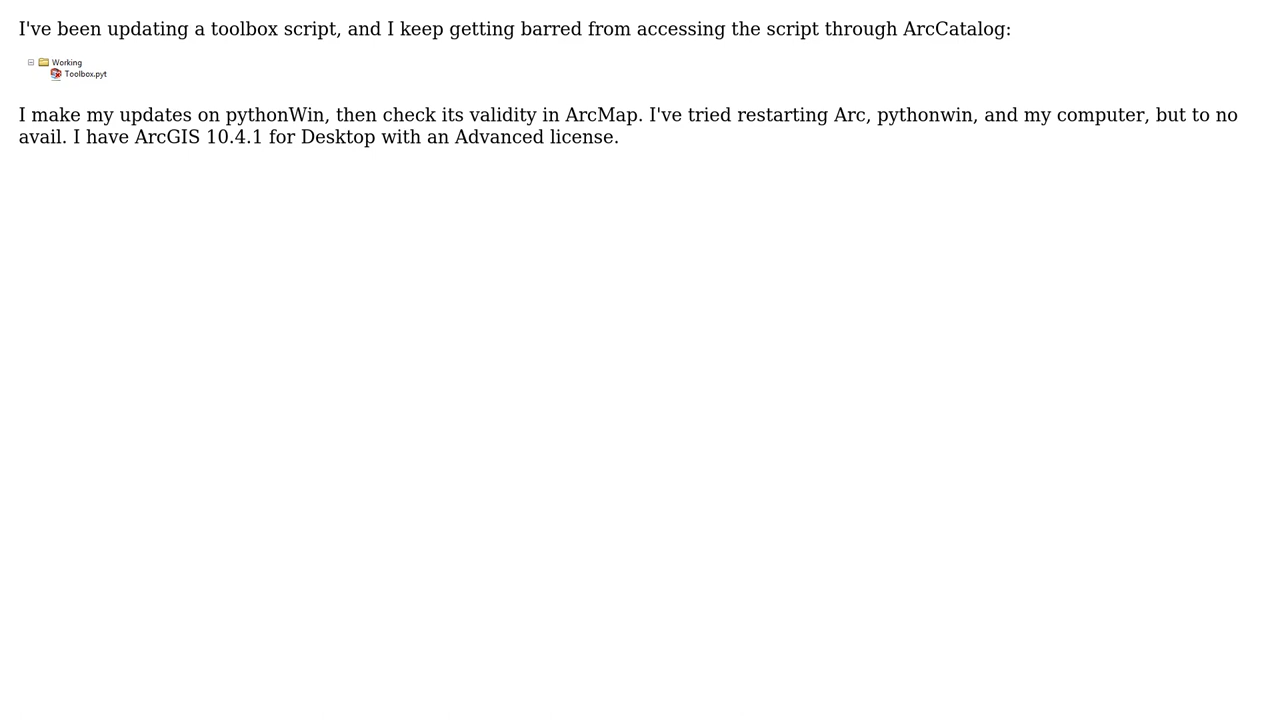 I've been updating a toolbox script, and I keep getting barred from accessing the script through ArcCatalog:
Working
Toolbox.pyt
I make my updates on pythonWin, then check its validity in ArcMap. I've tried restarting Arc, pythonwin, and my computer, but to no
avail. I have ArcGIS 10.4.1 for Desktop with an Advanced license.